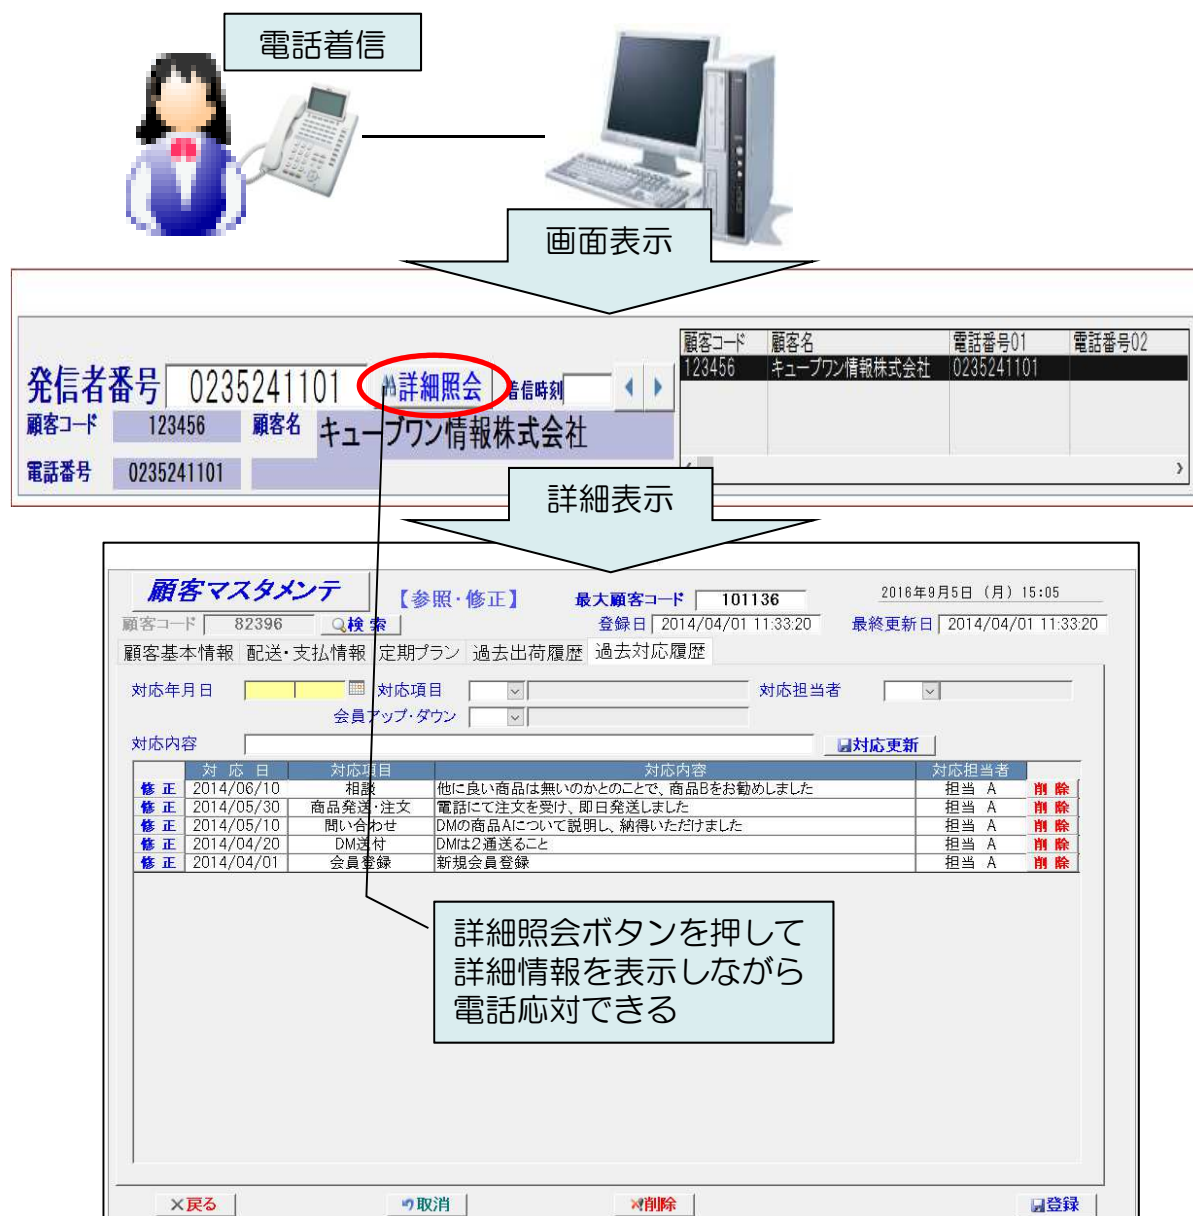 電話着信
画面表示
発信者番号 0235241101 詳細照会 着信時刻
顧客コード 123456 顧客名 キューブワン情報株式会社
電話番号 0235241101
顧客コード 顧客名 電話番号01 電話番号02
123456 キューブワン情報株式会社 0235241101
詳細表示
顧客マスタメンテ 【参照・修正】 最大顧客コード 101136 2016年9月5日（月）15:05
顧客コード 82396 検索 登録日 2014/04/01 11:33:20 最終更新日 2014/04/01 11:33:20
顧客基本情報 配送・支払情報 定期プラン 過去出荷履歴 過去対応履歴
対応年月日 対応項目 対応担当者
会員アップ・ダウン
対応内容 対応更新
対応日 対応項目 対応内容 対応担当者
修正 2014/06/10 相談 他に良い商品は無いのかとのことで、商品Bをお勧めしました 担当 A 削除
修正 2014/05/30 商品発送・注文 電話にて注文を受け、即日発送しました 担当 A 削除
修正 2014/05/10 問い合わせ DMの商品Aについて説明し、納得いただけました 担当 A 削除
修正 2014/04/20 DM送付 DMは2通送ること 担当 A 削除
修正 2014/04/01 会員登録 新規会員登録 担当 A 削除
詳細照会ボタンを押して
詳細情報を表示しながら
電話応対できる
戻る 取消 削除 登録